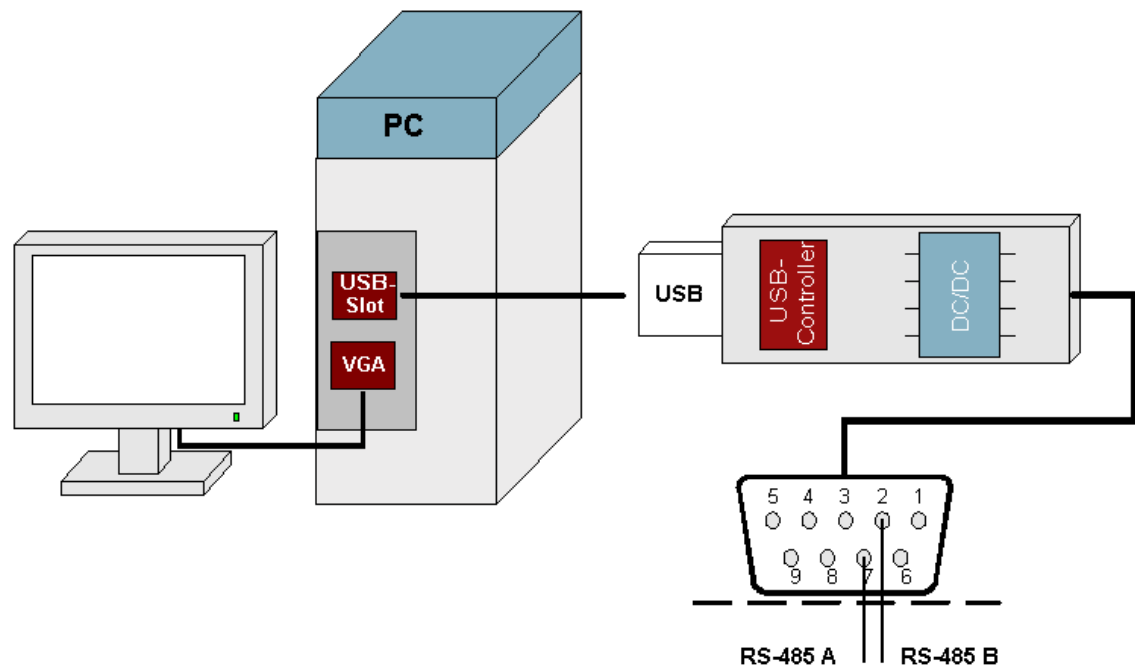 PC
USB-
Slot
VGA
USB
USB-
Controller
DC/DC
5 4 3 2 1
9 8 7 6
RS-485 A
RS-485 B